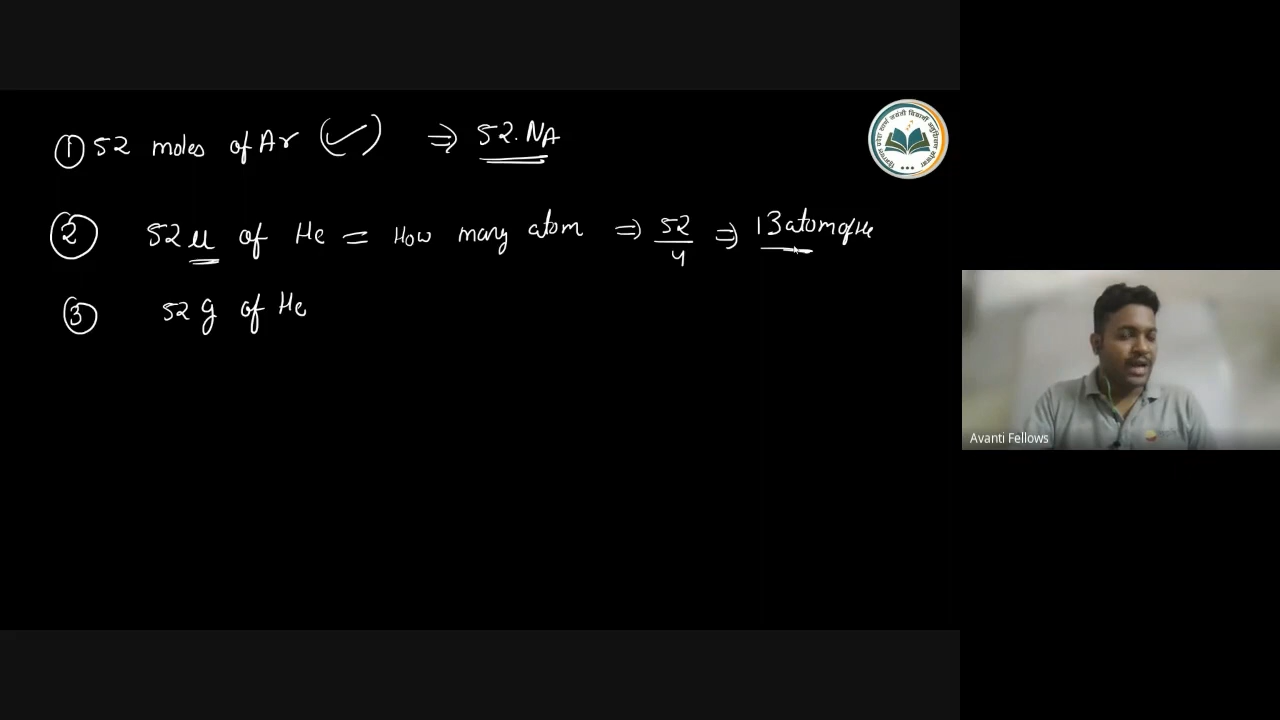 ① 52 moles of Ar (✓) ⇒ 52.NA
② 52 u of He = How many atom ⇒ 52/4 ⇒ 13 atom of He
③ 52 g of He
Avanti Fellows